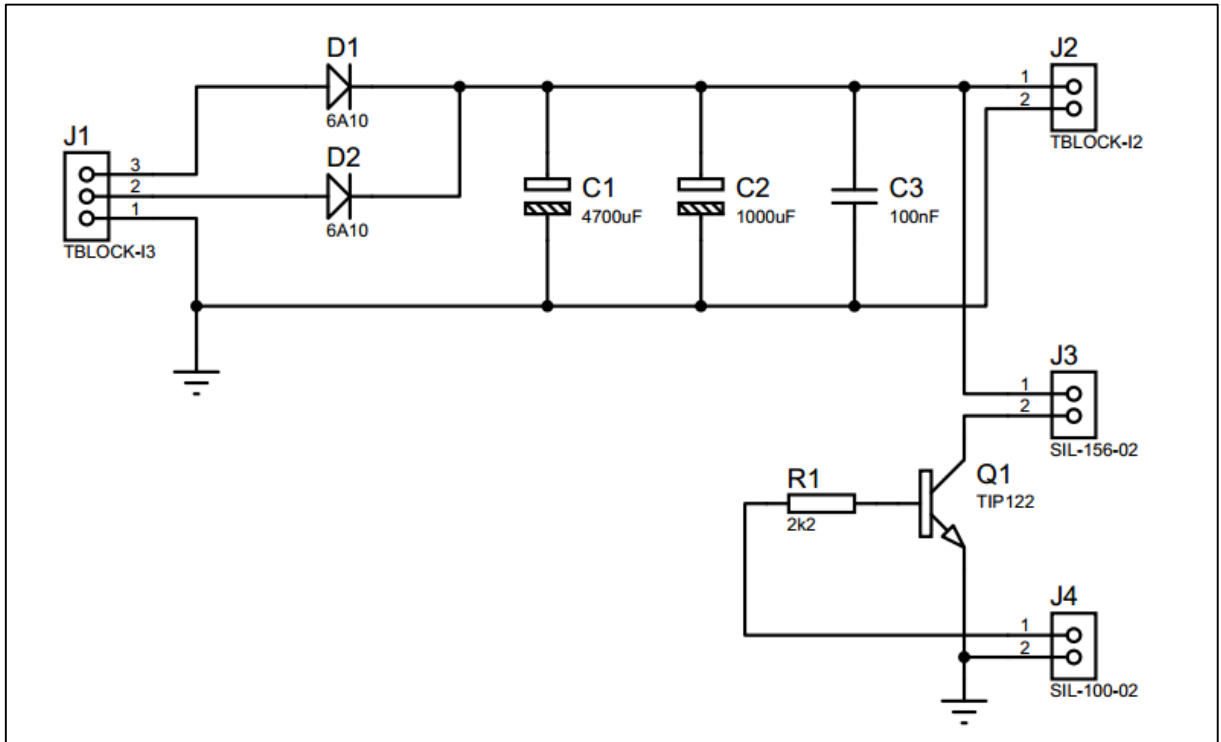 D1
6A10
J1
3
2
1
TBLOCK-I3
D2
6A10
C1
4700uF
C2
1000uF
C3
100nF
J2
1
2
TBLOCK-I2
J3
1
2
SIL-156-02
R1
2k2
Q1
TIP122
J4
1
2
SIL-100-02